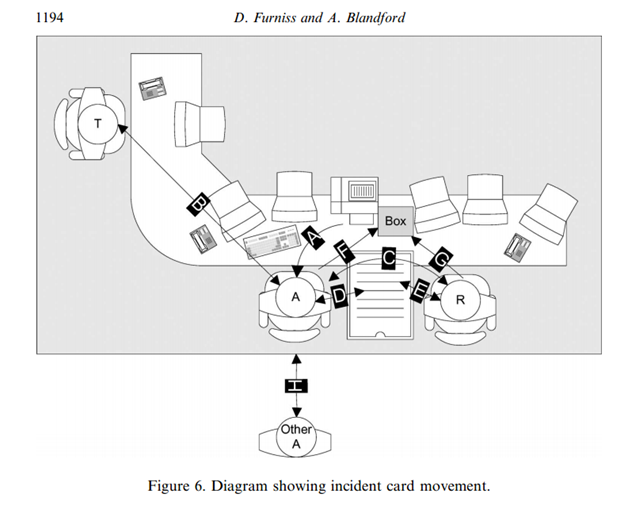 1194
D. Furniss and A. Blandford
T
B
A
F
Box
C
G
A
D
E
R
H
Other
A
Figure 6. Diagram showing incident card movement.